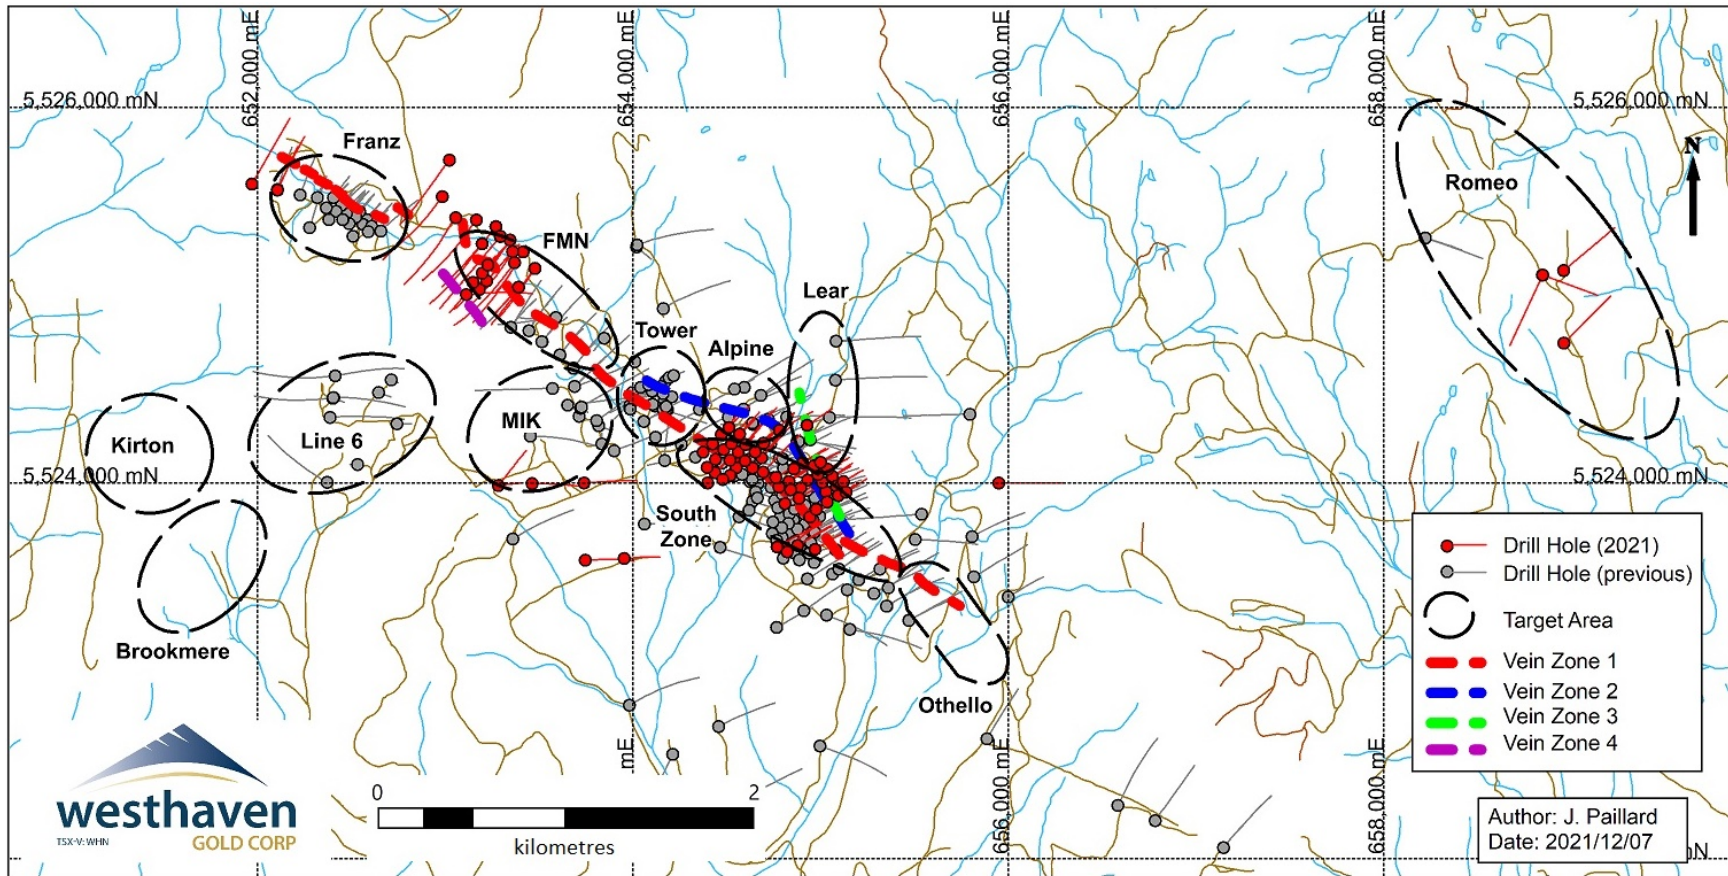 652,000 mE
654,000 mE
656,000 mE
658,000 mE
5,526,000 mN
5,526,000 mN
Franz
N
Romeo
FMN
Lear
Tower
Alpine
MIK
Line 6
Kirton
5,524,000 mN
5,524,000 mN
South
Zone
Brookmere
Othello
Drill Hole (2021)
Drill Hole (previous)
Target Area
Vein Zone 1
Vein Zone 2
Vein Zone 3
Vein Zone 4
mE
656,000 mE
658,000 mE
westhaven
TSX-V: WHN
GOLD CORP
0
2
kilometres
Author: J. Paillard
Date: 2021/12/07
N